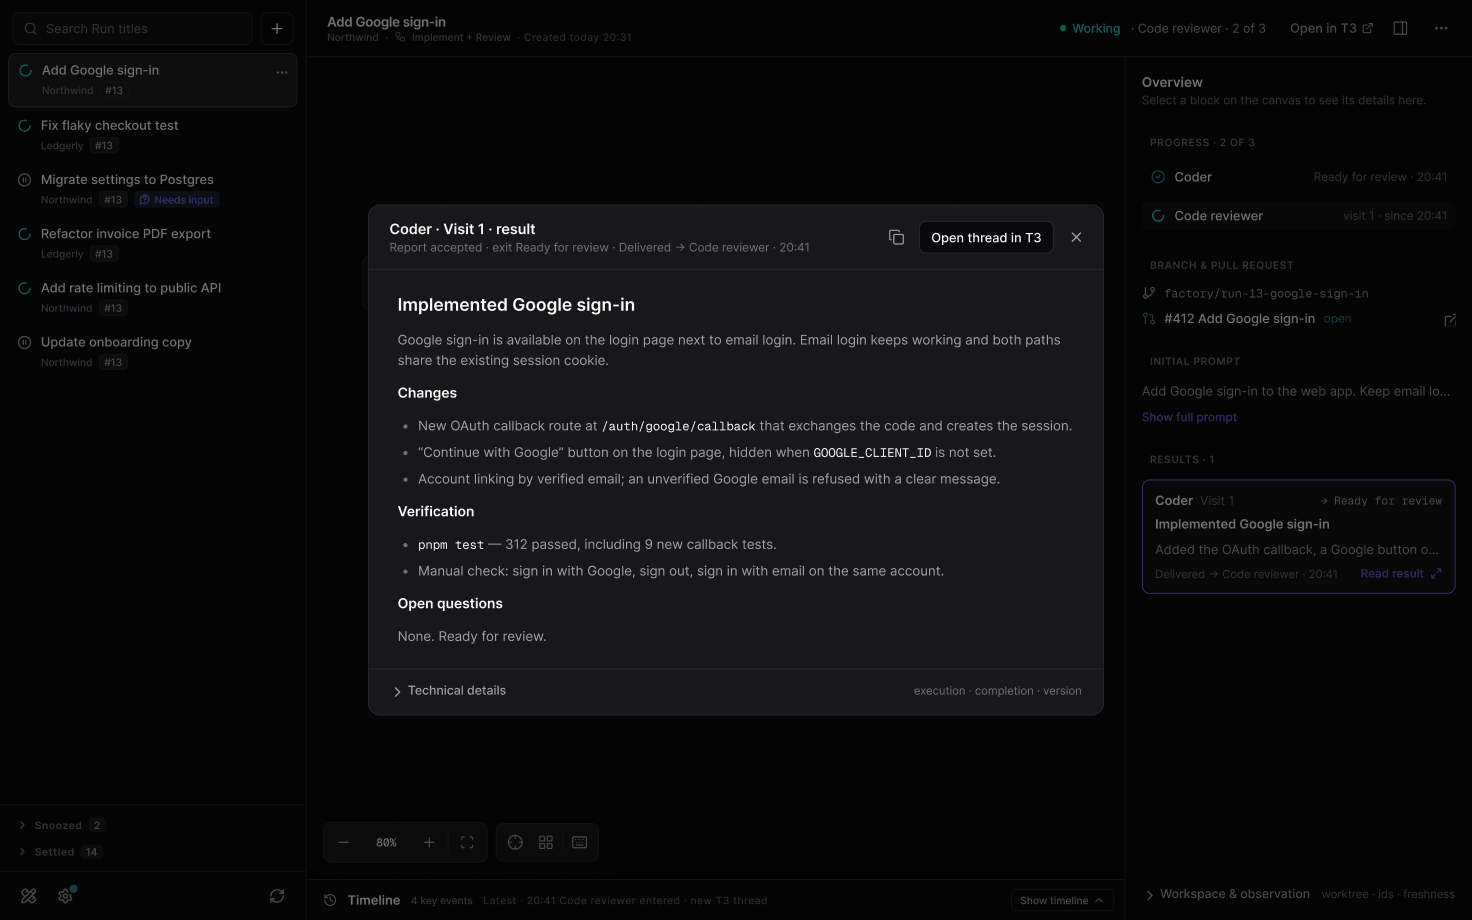 Search Run titles
Add Google sign-in
Northwind #13
Fix flaky checkout test
Ledgerly #13
Migrate settings to Postgres
Northwind #13 Needs input
Refactor invoice PDF export
Ledgerly #13
Add rate limiting to public API
Northwind #13
Update onboarding copy
Northwind #13
Snoozed 2
Settled 14
Add Google sign-in
Northwind · Implement + Review · Created today 20:31
Working · Code reviewer · 2 of 3
Open in T3
Coder · Visit 1 · result
Report accepted · exit Ready for review · Delivered → Code reviewer · 20:41
Open thread in T3
Implemented Google sign-in
Google sign-in is available on the login page next to email login. Email login keeps working and both paths
share the existing session cookie.
Changes
• New OAuth callback route at /auth/google/callback that exchanges the code and creates the session.
• “Continue with Google” button on the login page, hidden when GOOGLE_CLIENT_ID is not set.
• Account linking by verified email; an unverified Google email is refused with a clear message.
Verification
• pnpm test — 312 passed, including 9 new callback tests.
• Manual check: sign in with Google, sign out, sign in with email on the same account.
Open questions
None. Ready for review.
Technical details
execution · completion · version
80%
Timeline 4 key events Latest · 20:41 Code reviewer entered · new T3 thread
Show timeline
Overview
Select a block on the canvas to see its details here.
PROGRESS · 2 OF 3
Coder Ready for review · 20:41
Code reviewer visit 1 · since 20:41
BRANCH & PULL REQUEST
factory/run-13-google-sign-in
#412 Add Google sign-in open
INITIAL PROMPT
Add Google sign-in to the web app. Keep email lo...
Show full prompt
RESULTS · 1
Coder Visit 1 → Ready for review
Implemented Google sign-in
Added the OAuth callback, a Google button o...
Delivered → Code reviewer · 20:41 Read result
Workspace & observation worktree · ids · freshness